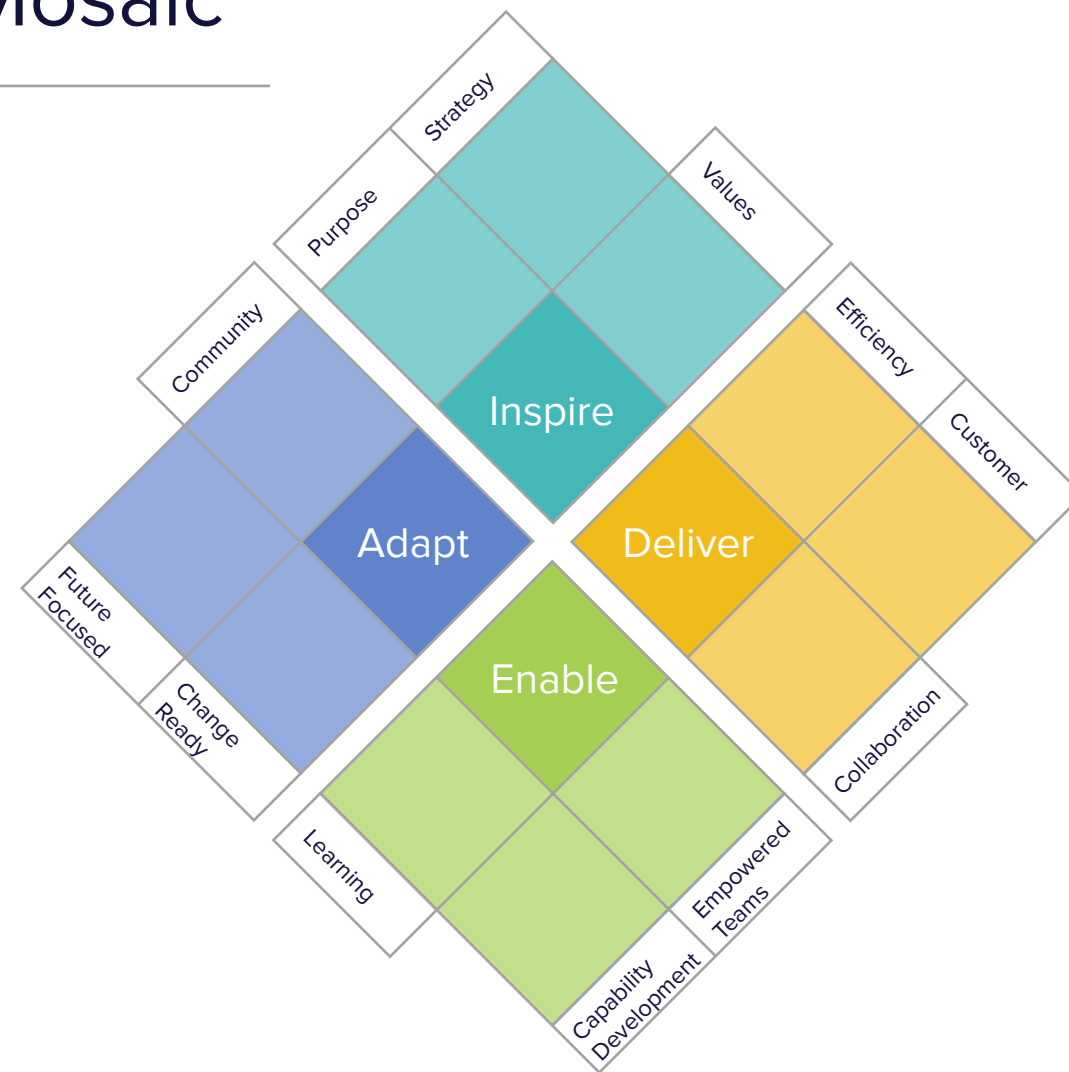 Mosaic
Strategy
Purpose
Values
Community
Efficiency
Customer
Inspire
Adapt
Deliver
Future
Focused
Change
Ready
Enable
Collaboration
Learning
Empowered
Teams
Capability
Development